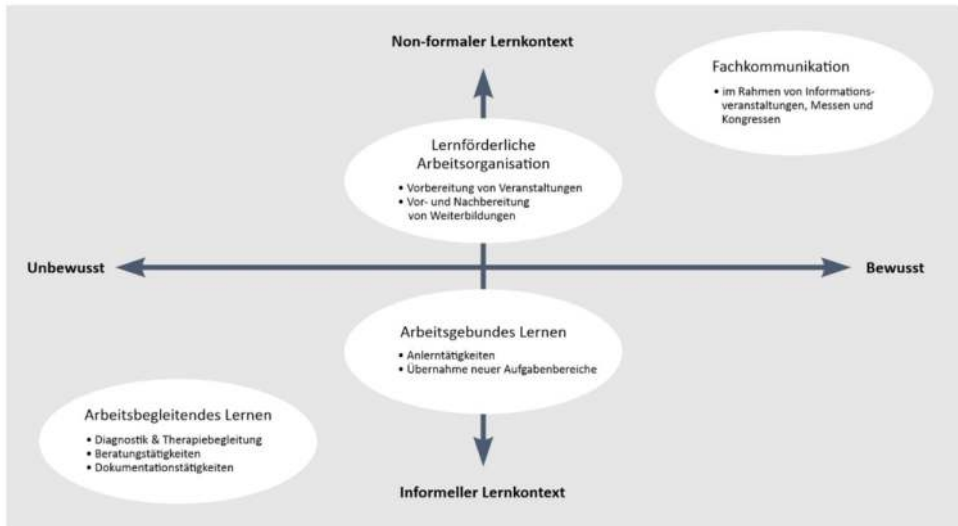 Non-formaler Lernkontext
Fachkommunikation
• im Rahmen von Informations-
veranstaltungen, Messen und
Kongressen
Lernförderliche
Arbeitsorganisation
• Vorbereitung von Veranstaltungen
• Vor- und Nachbereitung
von Weiterbildungen
Unbewusst
Bewusst
Arbeitsgebundes Lernen
• Anlerntätigkeiten
• Übernahme neuer Aufgabenbereiche
Arbeitsbegleitendes Lernen
• Diagnostik & Therapiebegleitung
• Beratungstätigkeiten
• Dokumentationstätigkeiten
Informeller Lernkontext